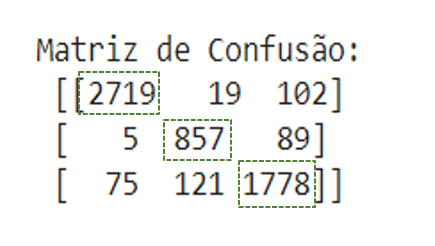 Matriz de Confusão:
[[2719 19 102]
[ 5 857 89]
[ 75 121 1778]]